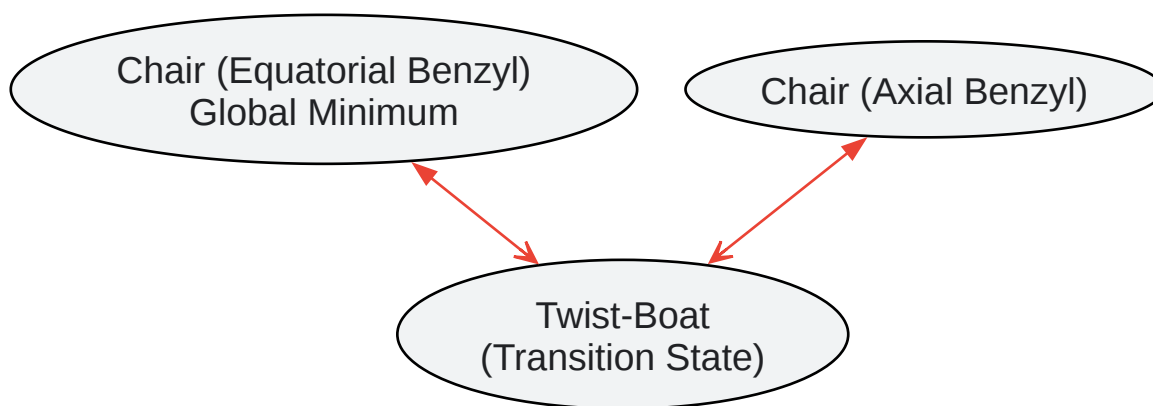 Chair (Equatorial Benzyl)
Global Minimum
Chair (Axial Benzyl)
Twist-Boat
(Transition State)